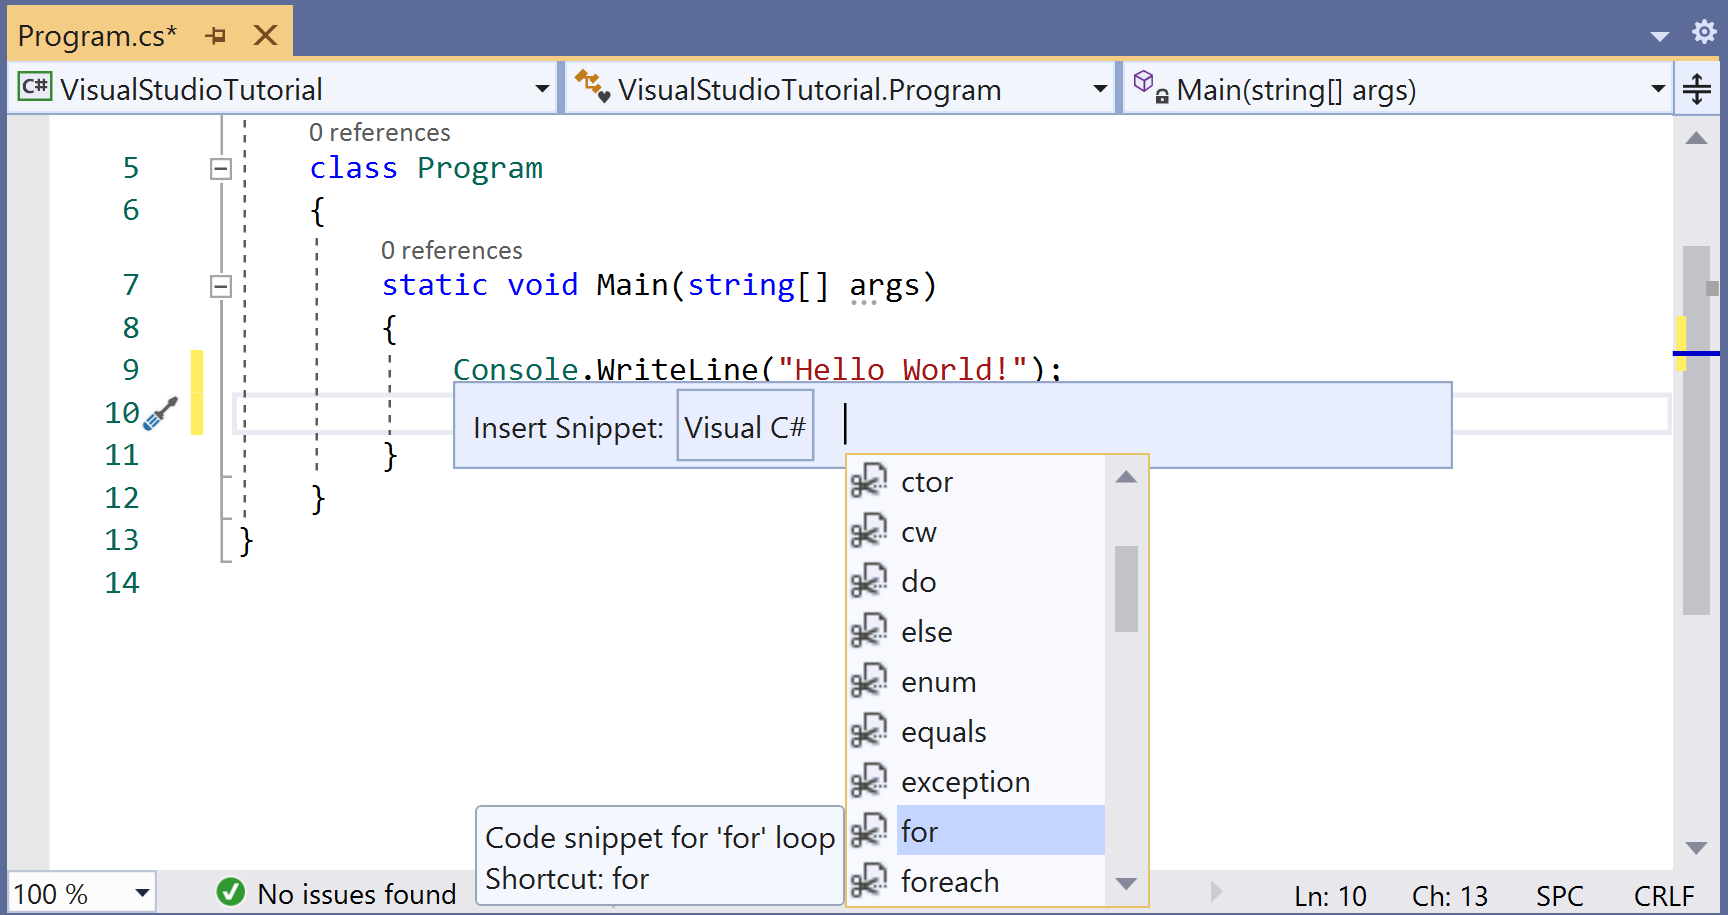 Program.cs*
C# VisualStudioTutorial VisualStudioTutorial.Program Main(string[] args)
0 references
5 class Program
6 {
0 references
7 static void Main(string[] args)
8 {
9 Console.WriteLine("Hello World!");
10
Insert Snippet: Visual C#
11 }
12 }
13 }
14
ctor
cw
do
else
enum
equals
exception
for
foreach
Code snippet for 'for' loop
Shortcut: for
100 % No issues found Ln: 10 Ch: 13 SPC CRLF